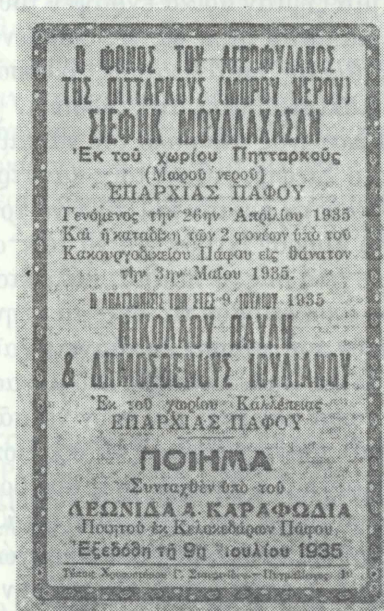 Ο ΦΟΝΟΣ ΤΟΥ ΑΓΡΟΦΥΛΑΚΟΣ
ΤΗΣ ΠΙΤΤΑΡΚΟΥΣ (ΜΩΡΟΥ ΝΕΡΟΥ)
ΣΙΕΦΗΚ ΜΟΥΛΛΑΧΑΣΑΝ
Ἐκ τοῦ χωρίου Πητταρκοῦς
(Μωροῦ νεροῦ)
ΕΠΑΡΧΙΑΣ ΠΑΦΟΥ
Γενόμενος τὴν 26ην Ἀπριλίου 1935
Καὶ ἡ καταδίκη τῶν 2 φονέων ὑπὸ τοῦ
Κακουργοδικείου Πάφου εἰς θάνατον
τὴν 3ην Μαΐου 1935.
Ο ΑΠΑΓΧΟΝΙΣΙΣ ΤΩΝ 9 ΙΟΥΛΙΟΥ 1935
ΝΙΚΟΛΑΟΥ ΠΑΥΛΗ
& ΔΗΜΟΣΘΕΝΟΥΣ ΙΟΥΛΙΑΝΟΥ
Ἐκ τοῦ χωρίου Καλλέπειας
ΕΠΑΡΧΙΑΣ ΠΑΦΟΥ
ΠΟΙΗΜΑ
Συνταχθὲν ὑπὸ τοῦ
ΛΕΩΝΙΔΑ Α. ΚΑΡΑΦΩΔΙΑ
Ποιητοῦ ἐκ Κελοκεδάρων Πάφου
Ἐξεδόθη τῇ 9ῃ Ἰουλίου 1935
Τύποις Γ.